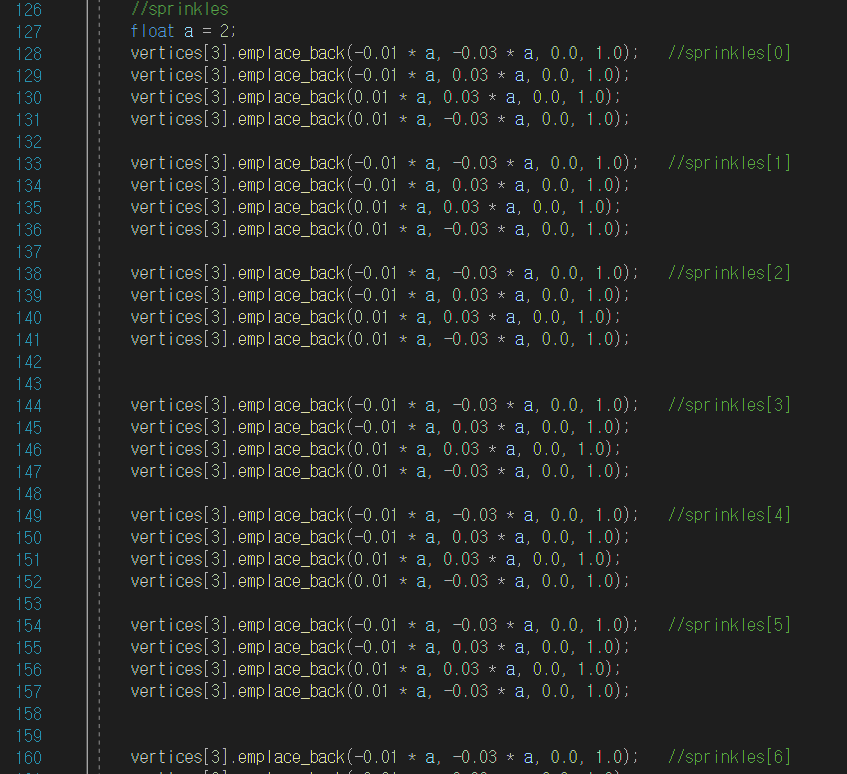 126 //sprinkles
127 float a = 2;
128 vertices[3].emplace_back(-0.01 * a, -0.03 * a, 0.0, 1.0); //sprinkles[0]
129 vertices[3].emplace_back(-0.01 * a, 0.03 * a, 0.0, 1.0);
130 vertices[3].emplace_back(0.01 * a, 0.03 * a, 0.0, 1.0);
131 vertices[3].emplace_back(0.01 * a, -0.03 * a, 0.0, 1.0);
132
133 vertices[3].emplace_back(-0.01 * a, -0.03 * a, 0.0, 1.0); //sprinkles[1]
134 vertices[3].emplace_back(-0.01 * a, 0.03 * a, 0.0, 1.0);
135 vertices[3].emplace_back(0.01 * a, 0.03 * a, 0.0, 1.0);
136 vertices[3].emplace_back(0.01 * a, -0.03 * a, 0.0, 1.0);
137
138 vertices[3].emplace_back(-0.01 * a, -0.03 * a, 0.0, 1.0); //sprinkles[2]
139 vertices[3].emplace_back(-0.01 * a, 0.03 * a, 0.0, 1.0);
140 vertices[3].emplace_back(0.01 * a, 0.03 * a, 0.0, 1.0);
141 vertices[3].emplace_back(0.01 * a, -0.03 * a, 0.0, 1.0);
142
143
144 vertices[3].emplace_back(-0.01 * a, -0.03 * a, 0.0, 1.0); //sprinkles[3]
145 vertices[3].emplace_back(-0.01 * a, 0.03 * a, 0.0, 1.0);
146 vertices[3].emplace_back(0.01 * a, 0.03 * a, 0.0, 1.0);
147 vertices[3].emplace_back(0.01 * a, -0.03 * a, 0.0, 1.0);
148
149 vertices[3].emplace_back(-0.01 * a, -0.03 * a, 0.0, 1.0); //sprinkles[4]
150 vertices[3].emplace_back(-0.01 * a, 0.03 * a, 0.0, 1.0);
151 vertices[3].emplace_back(0.01 * a, 0.03 * a, 0.0, 1.0);
152 vertices[3].emplace_back(0.01 * a, -0.03 * a, 0.0, 1.0);
153
154 vertices[3].emplace_back(-0.01 * a, -0.03 * a, 0.0, 1.0); //sprinkles[5]
155 vertices[3].emplace_back(-0.01 * a, 0.03 * a, 0.0, 1.0);
156 vertices[3].emplace_back(0.01 * a, 0.03 * a, 0.0, 1.0);
157 vertices[3].emplace_back(0.01 * a, -0.03 * a, 0.0, 1.0);
158
159
160 vertices[3].emplace_back(-0.01 * a, -0.03 * a, 0.0, 1.0); //sprinkles[6]